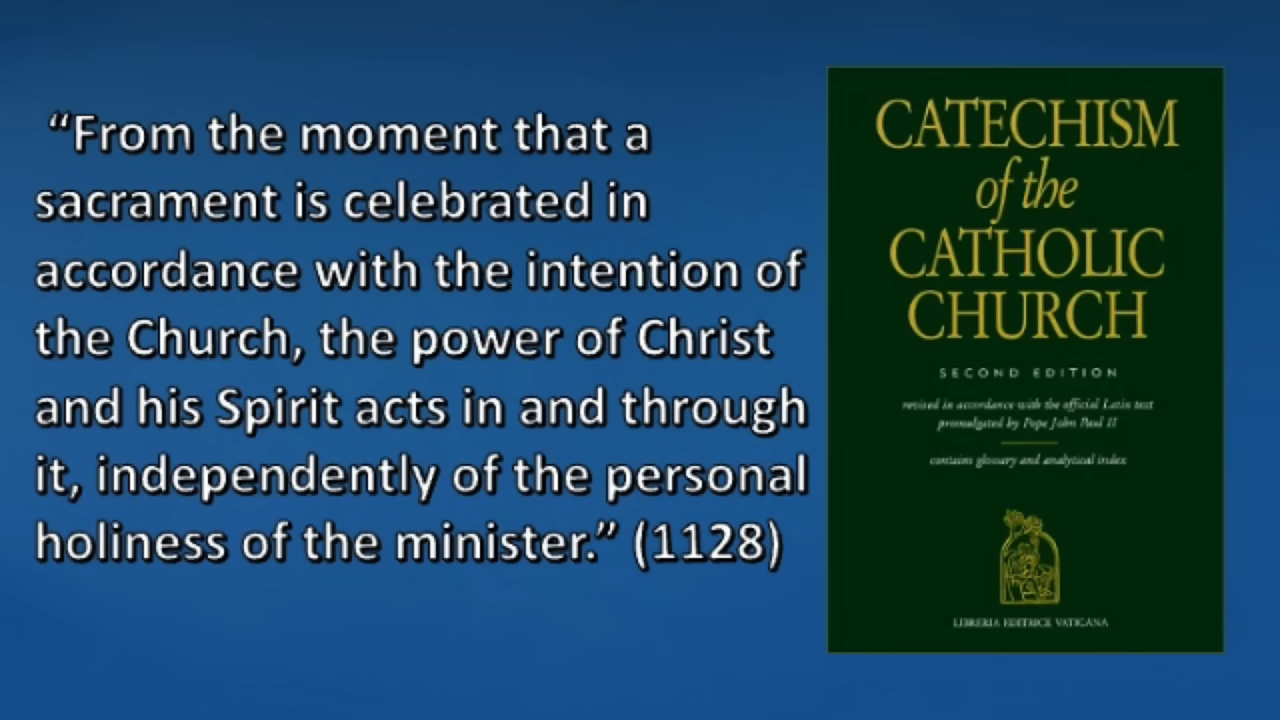 “From the moment that a
sacrament is celebrated in
accordance with the intention of
the Church, the power of Christ
and his Spirit acts in and through
it, independently of the personal
holiness of the minister.” (1128)
CATECHISM
of the
CATHOLIC
CHURCH
SECOND EDITION
revised in accordance with the official Latin text
promulgated by Pope John Paul II
contains glossary and analytical index
LIBRERIA EDITRICE VATICANA